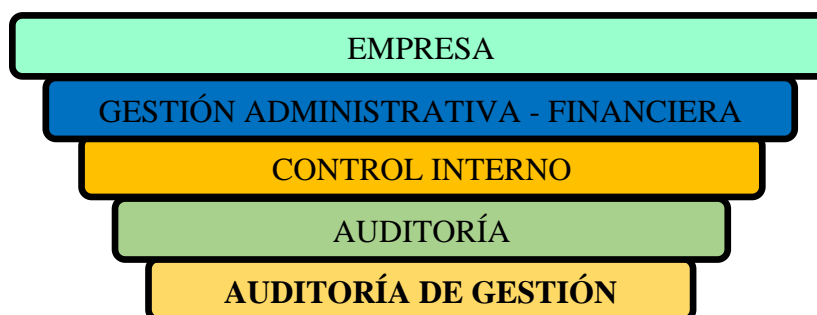 EMPRESA
GESTIÓN ADMINISTRATIVA - FINANCIERA
CONTROL INTERNO
AUDITORÍA
AUDITORÍA DE GESTIÓN